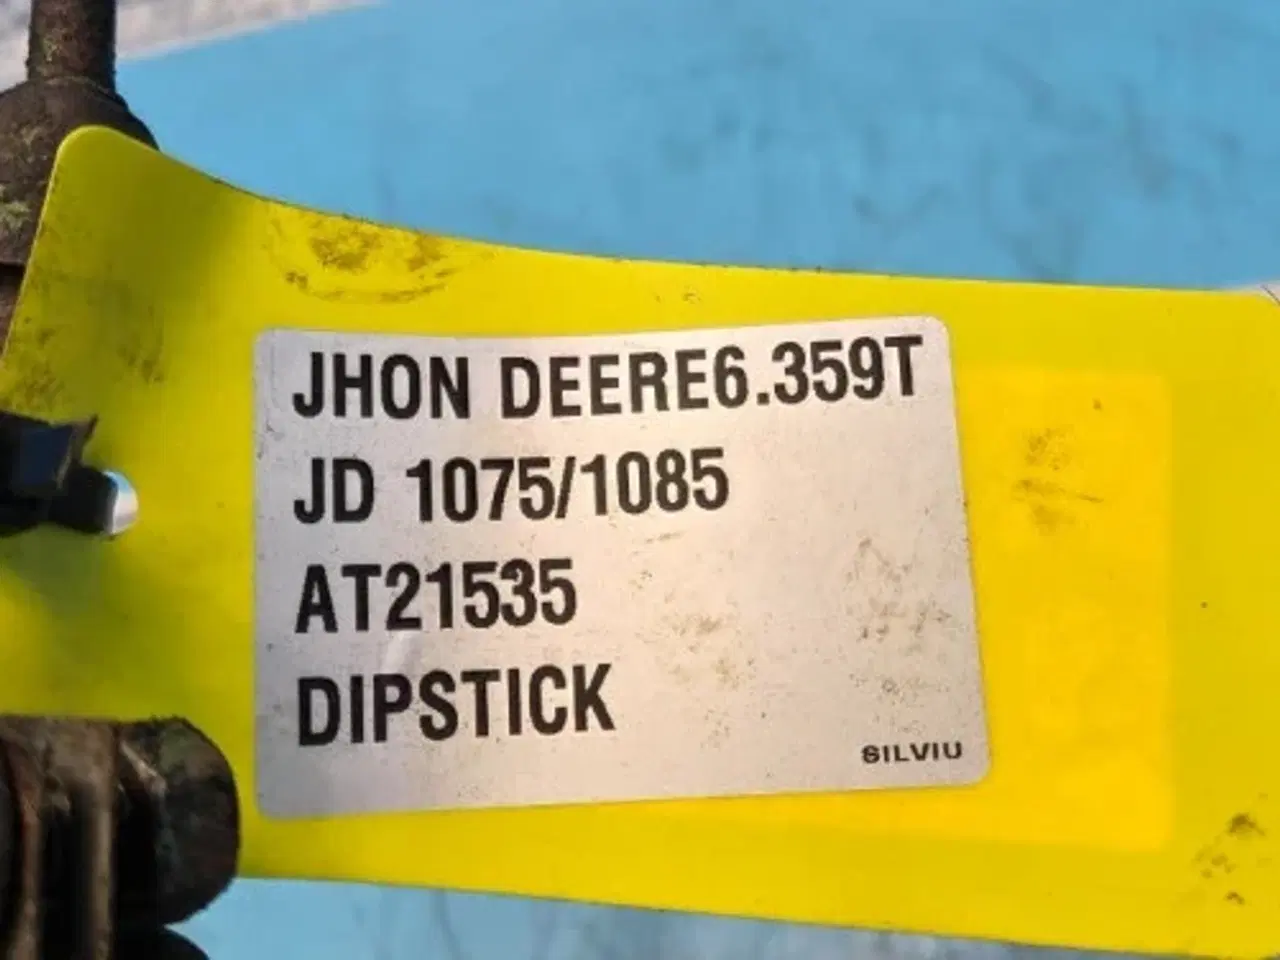 JHON DEERE6.359T
JD 1075/1085
AT21535
DIPSTICK
SILVIU